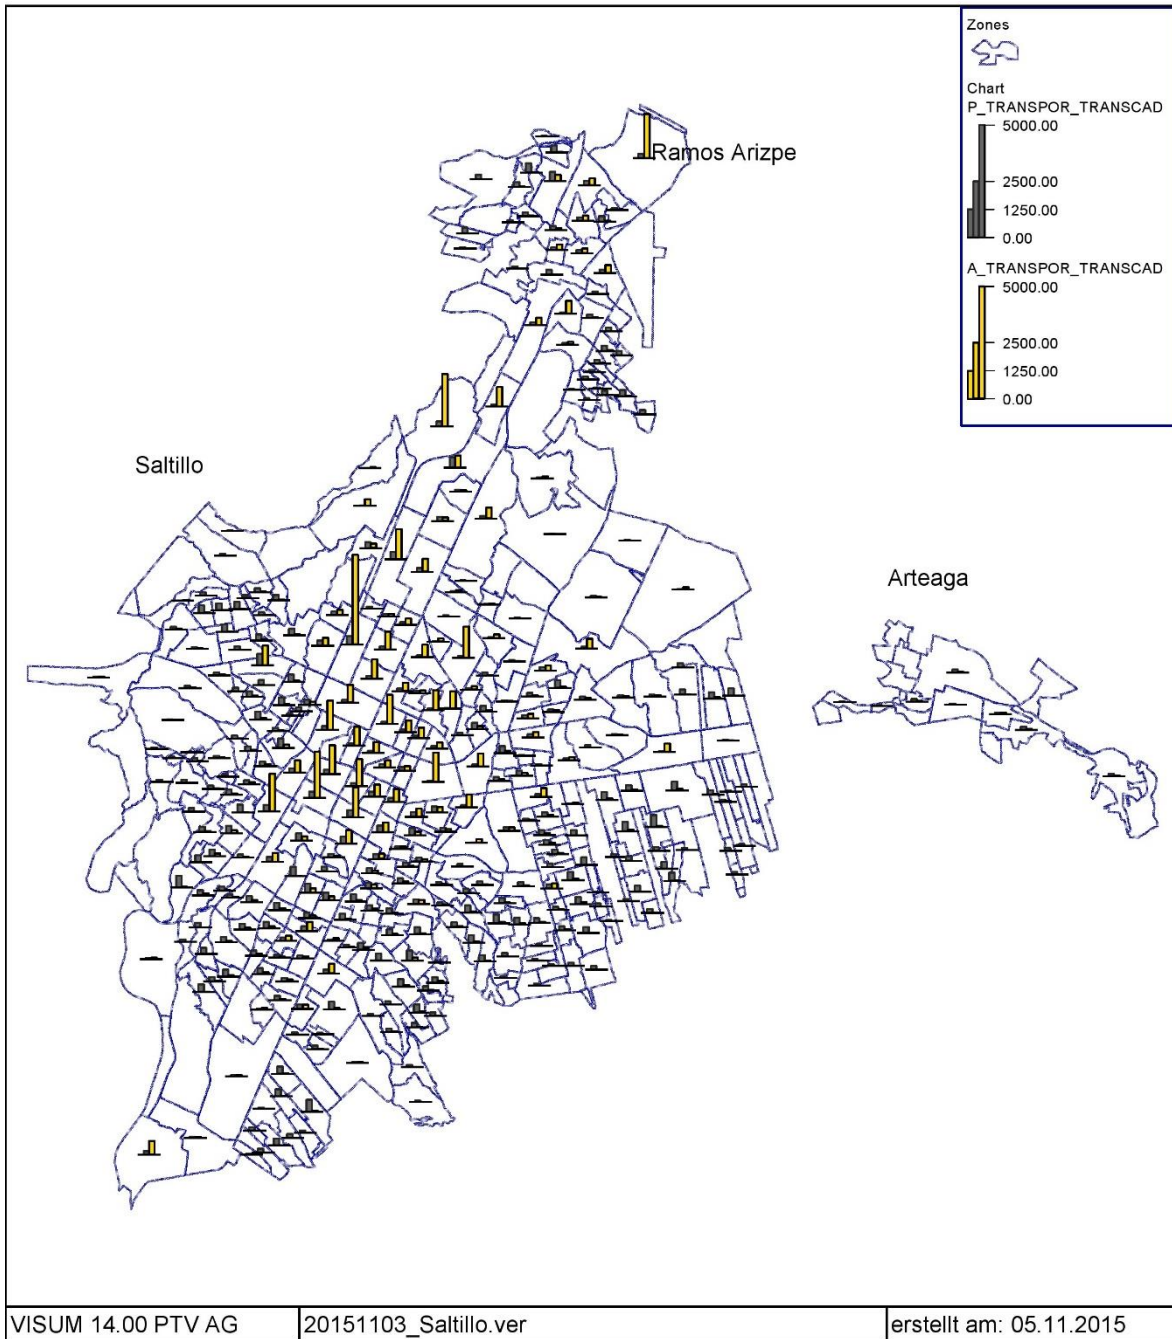 Zones
Chart
P_TRANSPOR_TRANSCAD
5000.00
2500.00
1250.00
0.00
A_TRANSPOR_TRANSCAD
5000.00
2500.00
1250.00
0.00
Ramos Arizpe
Saltillo
Arteaga
VISUM 14.00 PTV AG
20151103_Saltillo.ver
erstellt am: 05.11.2015